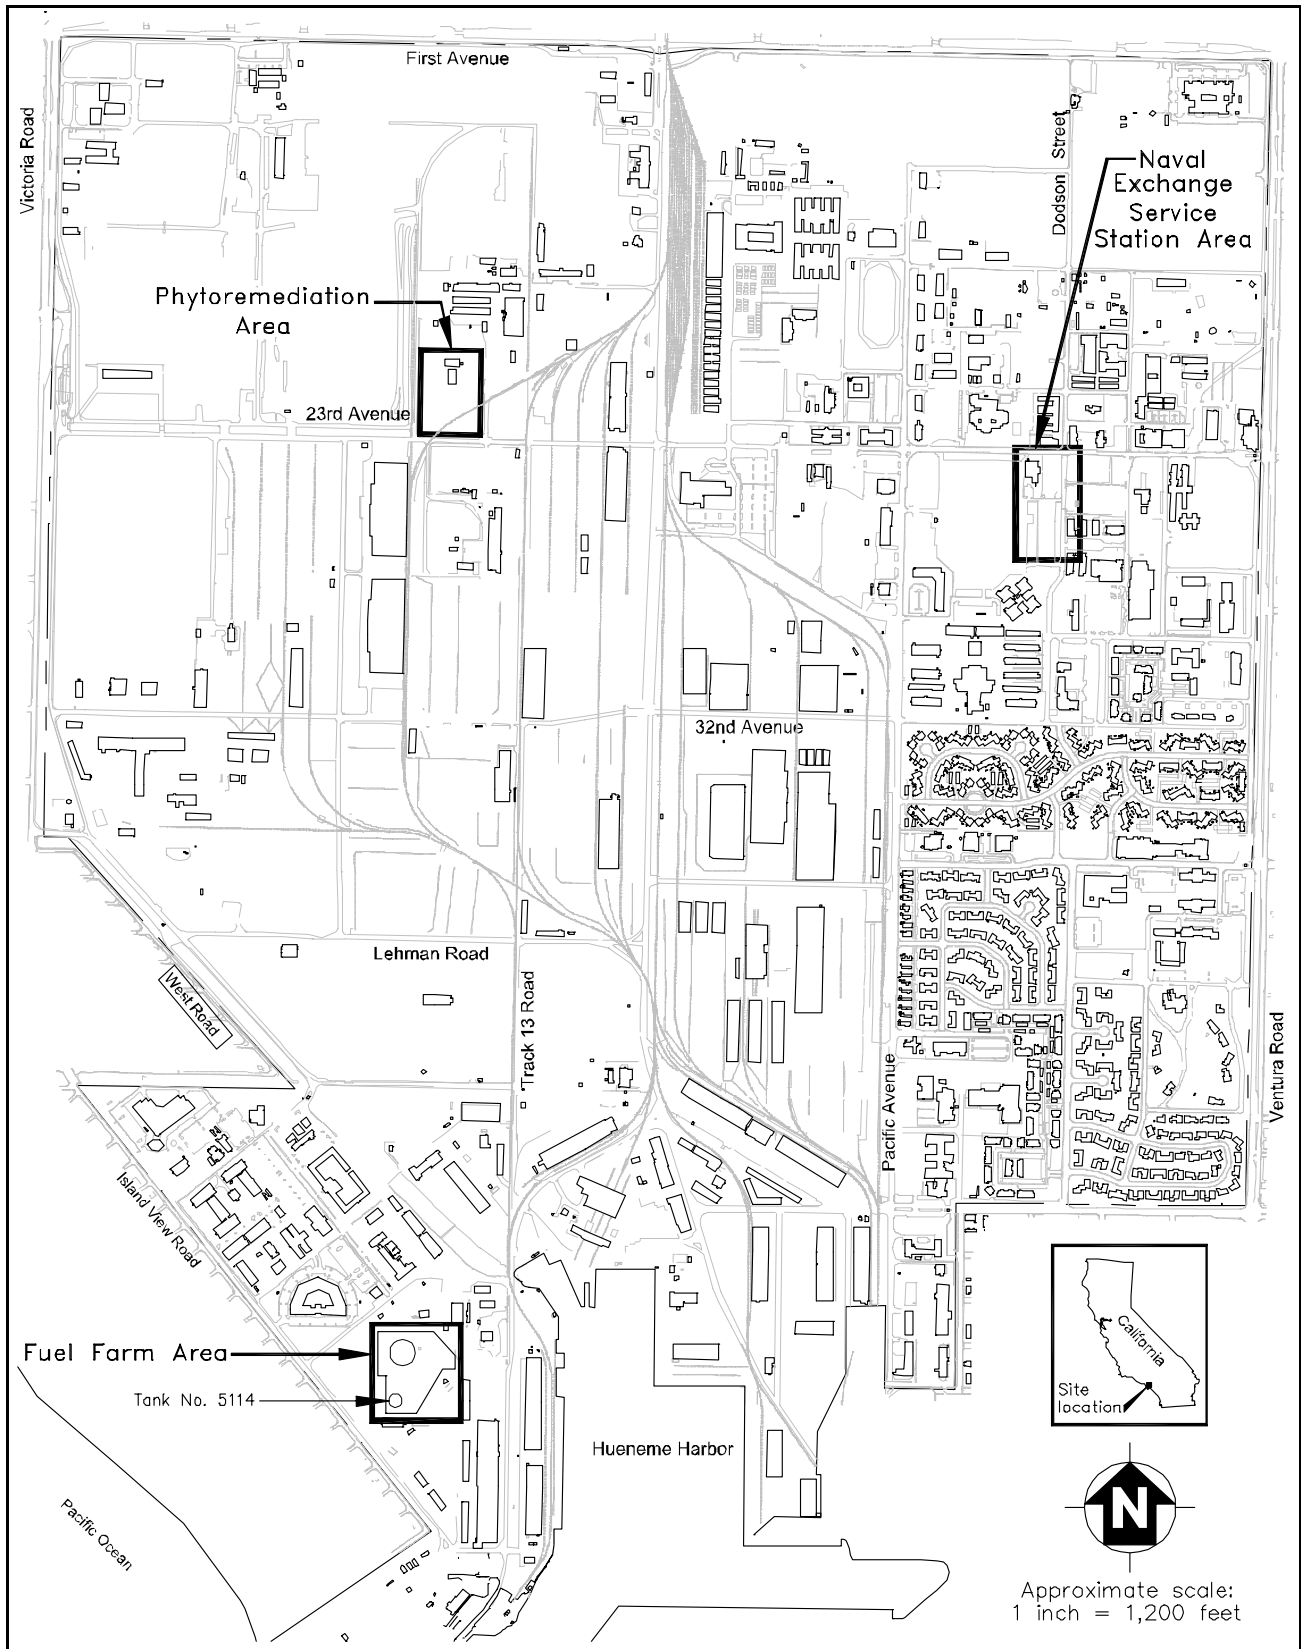 First Avenue
Victoria Road
Dodson Street
Naval
Exchange
Service
Station Area
Phytoremediation
Area
23rd Avenue
32nd Avenue
Lehman Road
West Road
Track 13 Road
Pacific Avenue
Ventura Road
Island View Road
California
Site
location
Fuel Farm Area
Tank No. 5114
Hueneme Harbor
Pacific Ocean
N
Approximate scale:
1 inch = 1,200 feet